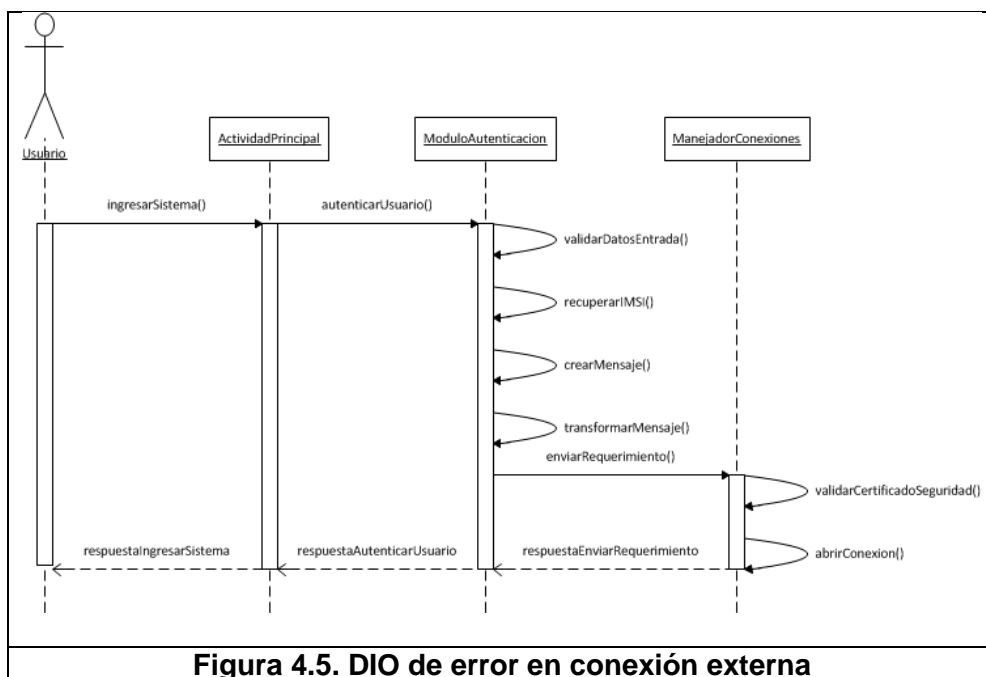 Usuario
ActividadPrincipal
ModuloAutenticacion
ManejadorConexiones
ingresarSistema()
autenticarUsuario()
validarDatosEntrada()
recuperarIMSI()
crearMensaje()
transformarMensaje()
enviarRequerimiento()
validarCertificadoSeguridad()
respuestaIngresarSistema
respuestaAutenticarUsuario
respuestaEnviarRequerimiento
abrirConexion()
Figura 4.5. DIO de error en conexión externa